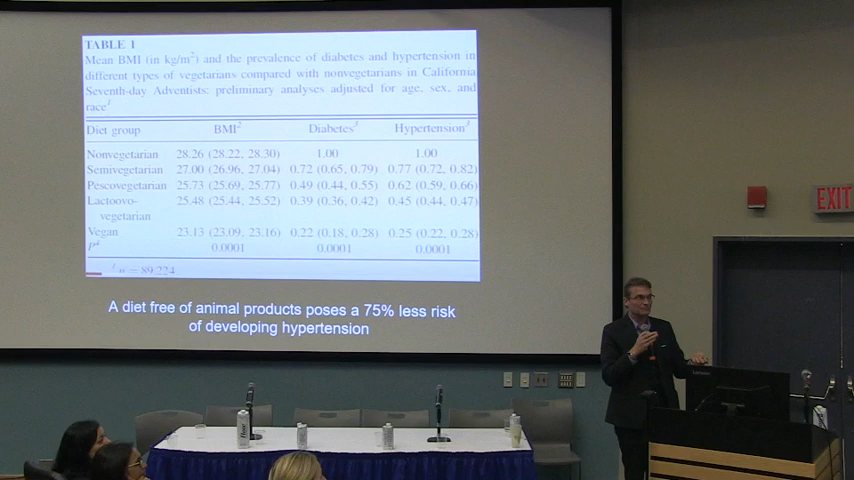 TABLE 1
Mean BMI (in kg/m²) and the prevalence of diabetes and hypertension in
different types of vegetarians compared with nonvegetarians in California
Seventh-day Adventists: preliminary analyses adjusted for age, sex, and
race¹
Diet group BMI² Diabetes³ Hypertension³
Nonvegetarian 28.26 (28.22, 28.30) 1.00 1.00
Semivegetarian 27.00 (26.96, 27.04) 0.72 (0.65, 0.79) 0.77 (0.72, 0.82)
Pescovegetarian 25.73 (25.69, 25.77) 0.49 (0.44, 0.55) 0.62 (0.59, 0.66)
Lactoovo- 25.48 (25.44, 25.52) 0.39 (0.36, 0.42) 0.45 (0.44, 0.47)
vegetarian
Vegan 23.13 (23.09, 23.16) 0.22 (0.18, 0.28) 0.25 (0.22, 0.28)
P⁴ 0.0001 0.0001 0.0001
¹ n = 89,224
A diet free of animal products poses a 75% less risk
of developing hypertension
EXIT
Lenovo